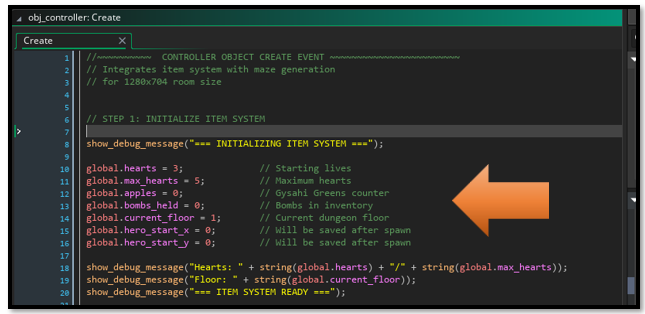 obj_controller: Create
Create
1 //~~~~~~~~~~ CONTROLLER OBJECT CREATE EVENT ~~~~~~~~~~~~~~~~~~~~~~~~
2 // Integrates item system with maze generation
3 // for 1280x704 room size
4
5
6 // STEP 1: INITIALIZE ITEM SYSTEM
7
8 show_debug_message("=== INITIALIZING ITEM SYSTEM ===");
9
10 global.hearts = 3; // Starting lives
11 global.max_hearts = 5; // Maximum hearts
12 global.apples = 0; // Gysahi Greens counter
13 global.bombs_held = 0; // Bombs in inventory
14 global.current_floor = 1; // Current dungeon floor
15 global.hero_start_x = 0; // Will be saved after spawn
16 global.hero_start_y = 0; // Will be saved after spawn
17
18 show_debug_message("Hearts: " + string(global.hearts) + "/" + string(global.max_hearts));
19 show_debug_message("Floor: " + string(global.current_floor));
20 show_debug_message("=== ITEM SYSTEM READY ===");